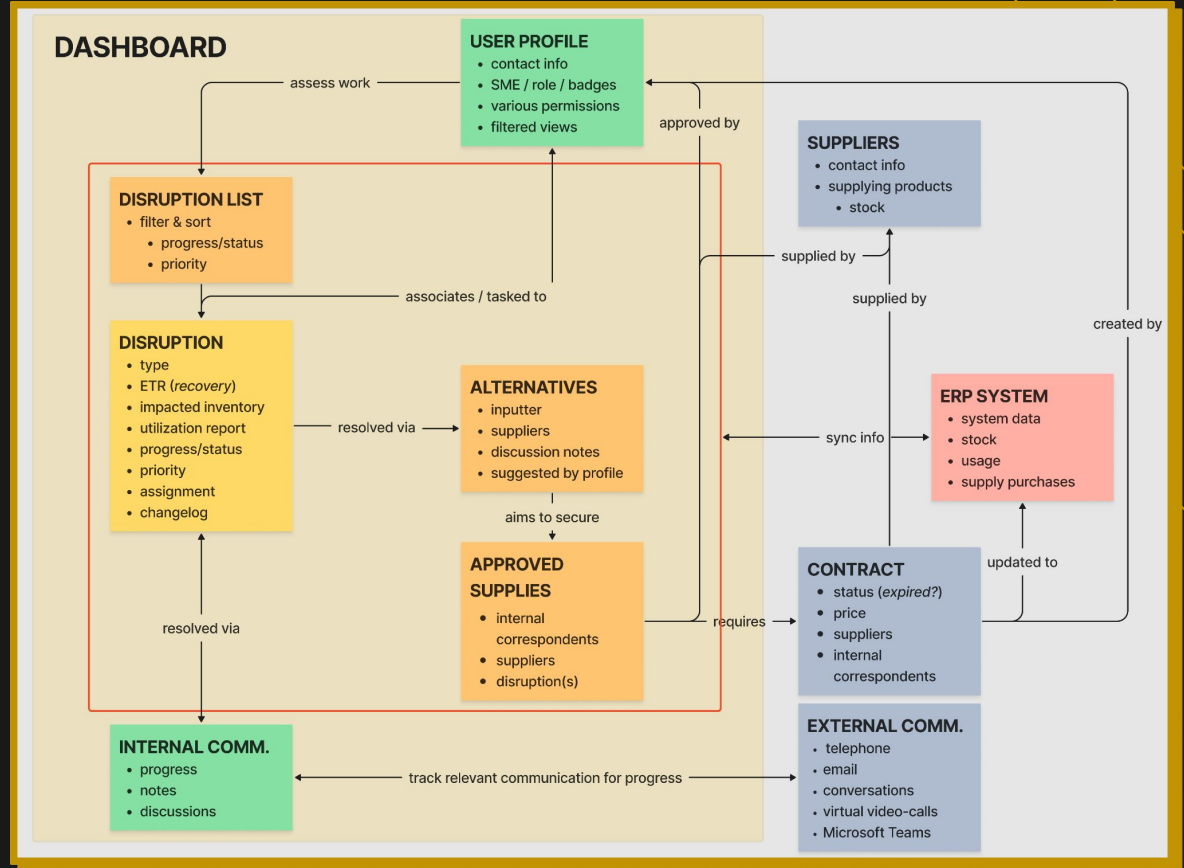 DASHBOARD
USER PROFILE
• contact info
• SME / role / badges
• various permissions
• filtered views
assess work
approved by
SUPPLIERS
• contact info
• supplying products
• stock
DISRUPTION LIST
• filter & sort
• progress/status
• priority
supplied by
associates / tasked to
supplied by
created by
DISRUPTION
• type
• ETR (recovery)
• impacted inventory
• utilization report
• progress/status
• priority
• assignment
• changelog
resolved via
ALTERNATIVES
• inputter
• suppliers
• discussion notes
• suggested by profile
sync info
ERP SYSTEM
• system data
• stock
• usage
• supply purchases
aims to secure
APPROVED
SUPPLIES
• internal
correspondents
• suppliers
• disruption(s)
requires
CONTRACT
• status (expired?)
• price
• suppliers
• internal
correspondents
updated to
resolved via
INTERNAL COMM.
• progress
• notes
• discussions
track relevant communication for progress
EXTERNAL COMM.
• telephone
• email
• conversations
• virtual video-calls
• Microsoft Teams